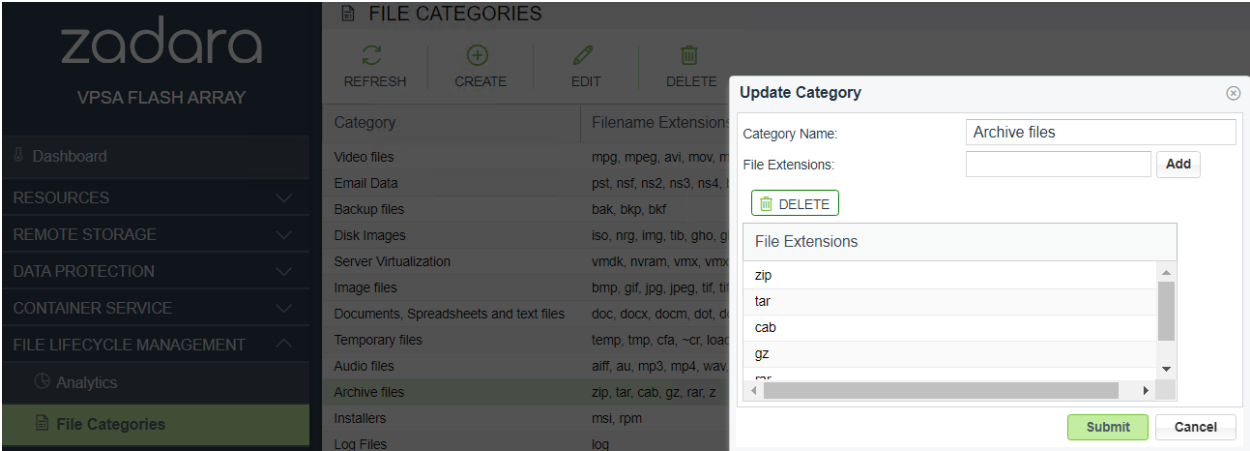 zadara
VPSA FLASH ARRAY
Dashboard
RESOURCES
REMOTE STORAGE
DATA PROTECTION
CONTAINER SERVICE
FILE LIFECYCLE MANAGEMENT
Analytics
File Categories
FILE CATEGORIES
REFRESH CREATE EDIT DELETE
Category Filename Extensions
Video files mpg, mpeg, avi, mov,
Email Data pst, nsf, ns2, ns3, ns4,
Backup files bak, bkp, bkf
Disk Images iso, nrg, img, tib, gho,
Server Virtualization vmdk, nvram, vmx,
Image files bmp, gif, jpg, jpeg, tif,
Documents, Spreadsheets and text files doc, docx, docm, dot,
Temporary files temp, tmp, cfa, ~cr,
Audio files aiff, au, mp3, mp4, wav,
Archive files zip, tar, cab, gz, rar, z
Installers msi, rpm
Log Files log
Update Category
Category Name: Archive files
File Extensions: Add
DELETE
File Extensions
zip
tar
cab
gz
rar
Submit Cancel